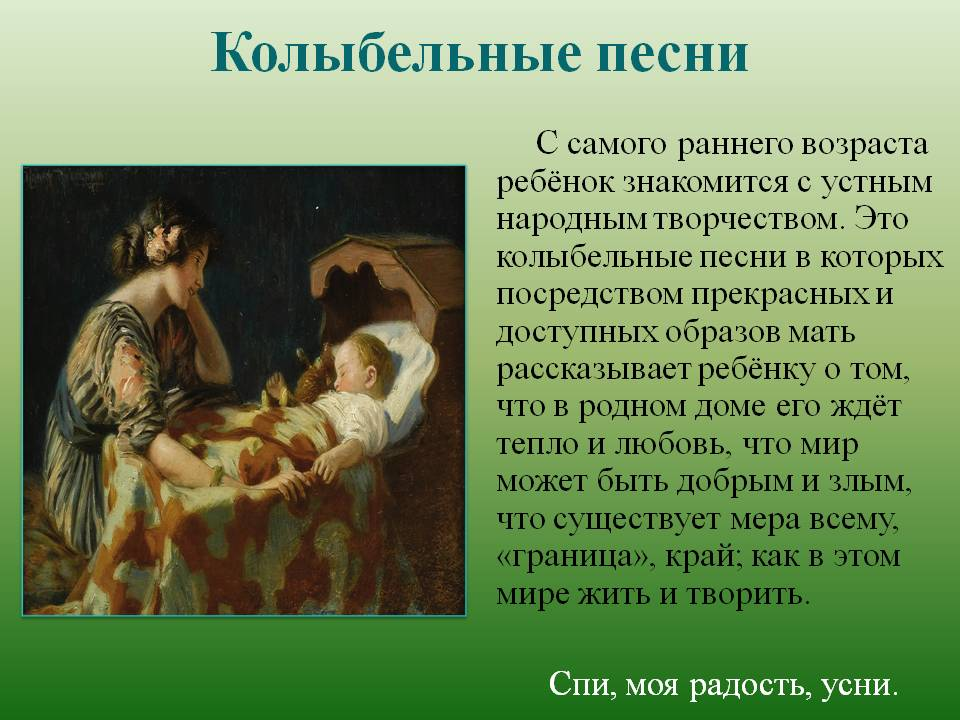 Колыбельные песни
С самого раннего возраста
ребёнок знакомится с устным
народным творчеством. Это
колыбельные песни в которых
посредством прекрасных и
доступных образов мать
рассказывает ребёнку о том,
что в родном доме его ждёт
тепло и любовь, что мир
может быть добрым и злым,
что существует мера всему,
«граница», край; как в этом
мире жить и творить.
Спи, моя радость, усни.